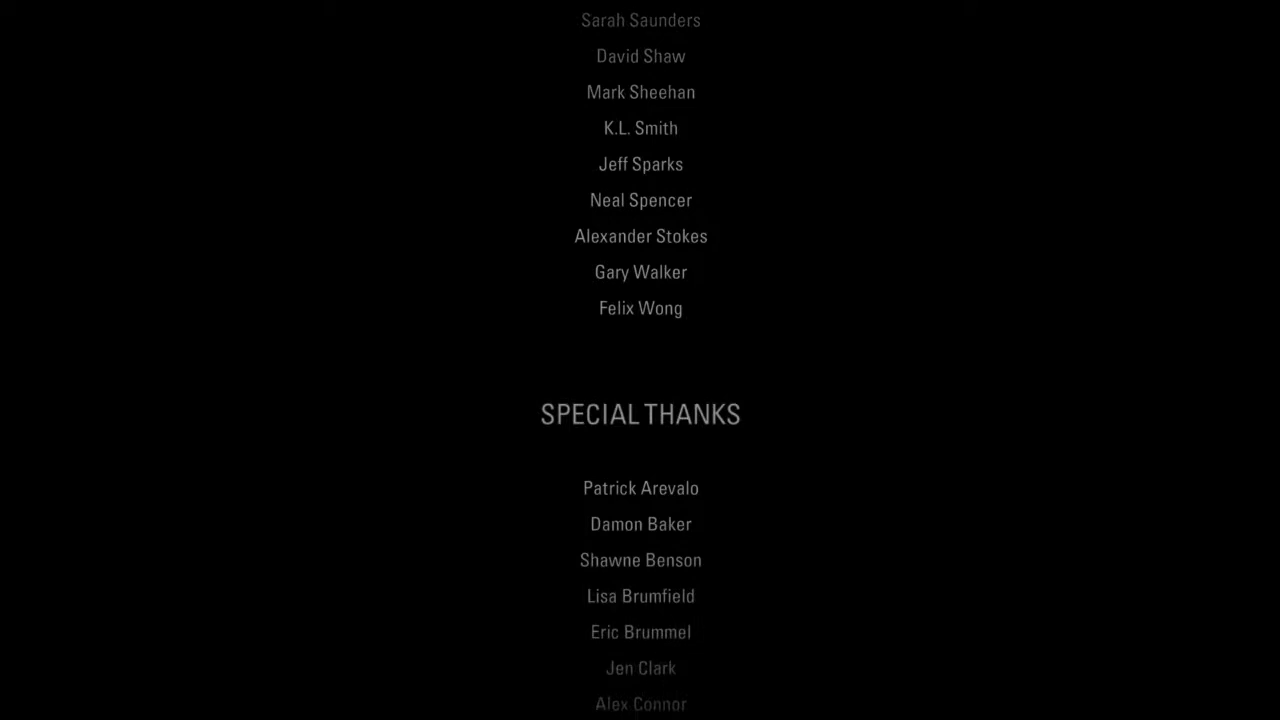 Sarah Saunders
David Shaw
Mark Sheehan
K.L. Smith
Jeff Sparks
Neal Spencer
Alexander Stokes
Gary Walker
Felix Wong
SPECIAL THANKS
Patrick Arevalo
Damon Baker
Shawne Benson
Lisa Brumfield
Eric Brummel
Jen Clark
Alex Connor